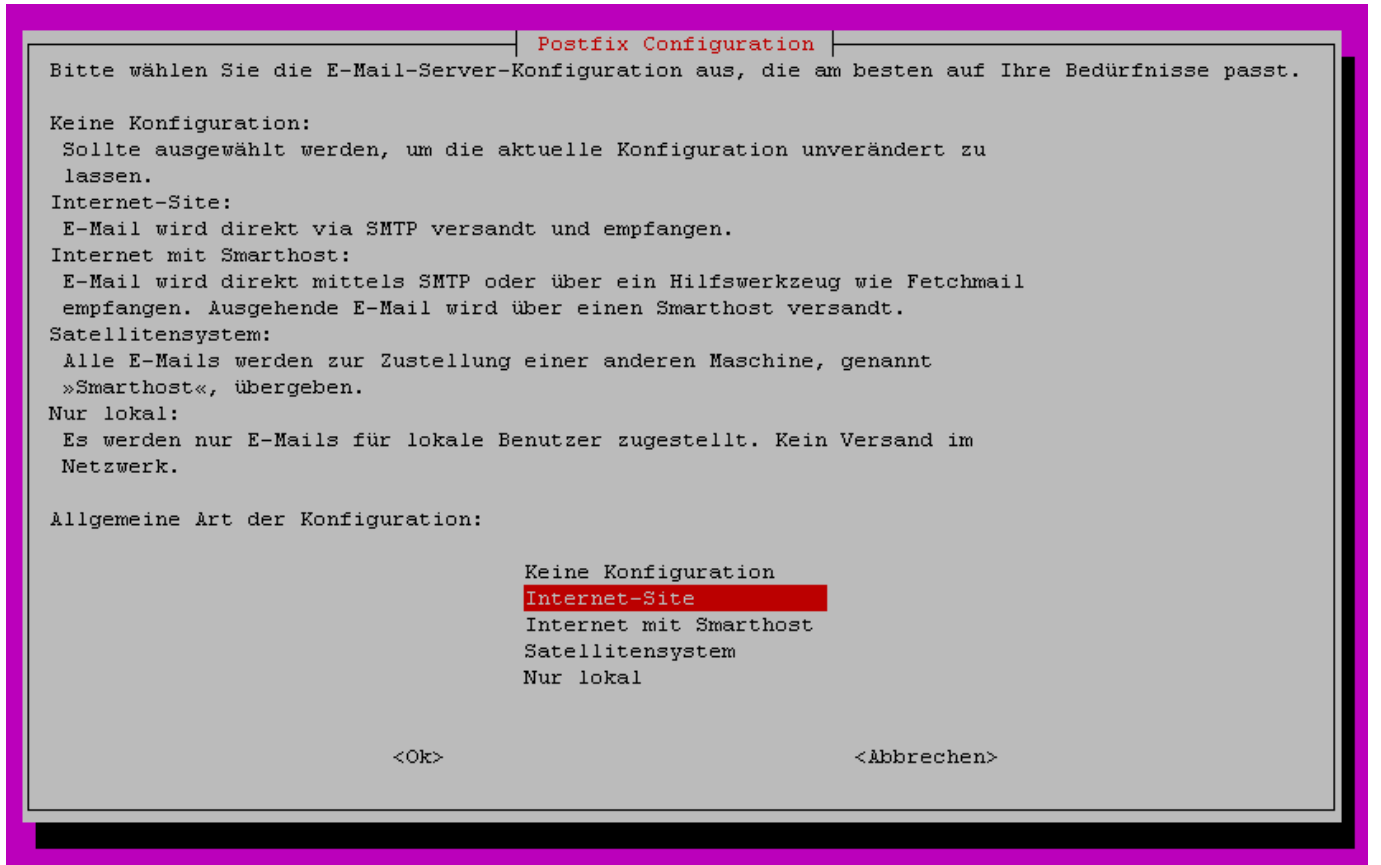 Postfix Configuration
Bitte wählen Sie die E-Mail-Server-Konfiguration aus, die am besten auf Ihre Bedürfnisse passt.
Keine Konfiguration:
Sollte ausgewählt werden, um die aktuelle Konfiguration unverändert zu
lassen.
Internet-Site:
E-Mail wird direkt via SMTP versandt und empfangen.
Internet mit Smarthost:
E-Mail wird direkt mittels SMTP oder über ein Hilfswerkzeug wie Fetchmail
empfangen. Ausgehende E-Mail wird über einen Smarthost versandt.
Satellitensystem:
Alle E-Mails werden zur Zustellung einer anderen Maschine, genannt
»Smarthost«, übergeben.
Nur lokal:
Es werden nur E-Mails für lokale Benutzer zugestellt. Kein Versand im
Netzwerk.
Allgemeine Art der Konfiguration:
Keine Konfiguration
Internet-Site
Internet mit Smarthost
Satellitensystem
Nur lokal
<Ok> <Abbrechen>